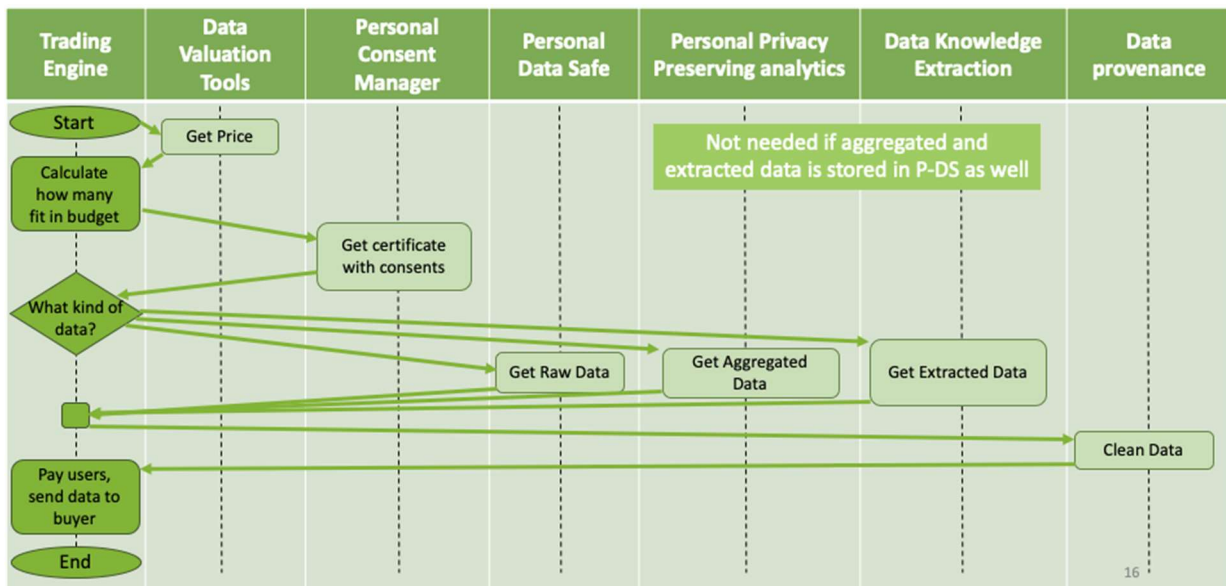 Trading
Engine
Data
Valuation
Tools
Personal
Consent
Manager
Personal
Data Safe
Personal Privacy
Preserving analytics
Data Knowledge
Extraction
Data
provenance
Start
Get Price
Not needed if aggregated and
extracted data is stored in P-DS as well
Calculate
how many
fit in budget
Get certificate
with consents
What kind of
data?
Get Raw Data
Get Aggregated
Data
Get Extracted Data
Clean Data
Pay users,
send data to
buyer
End
16